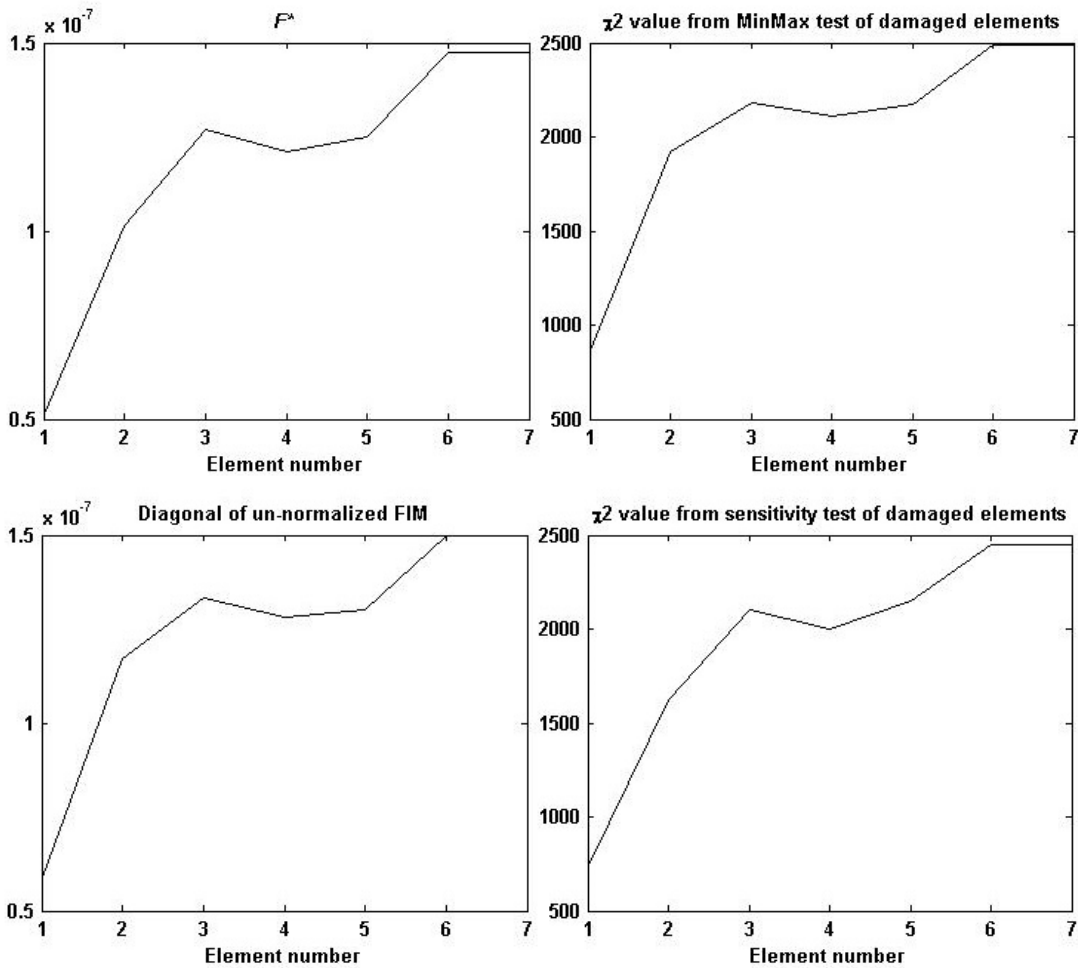 x 10-7
F*
1.5
1
0.5
1 2 3 4 5 6 7
Element number
χ2 value from MinMax test of damaged elements
2500
2000
1500
1000
500
1 2 3 4 5 6 7
Element number
x 10-7
Diagonal of un-normalized FIM
1.5
1
0.5
1 2 3 4 5 6 7
Element number
χ2 value from sensitivity test of damaged elements
2500
2000
1500
1000
500
1 2 3 4 5 6 7
Element number